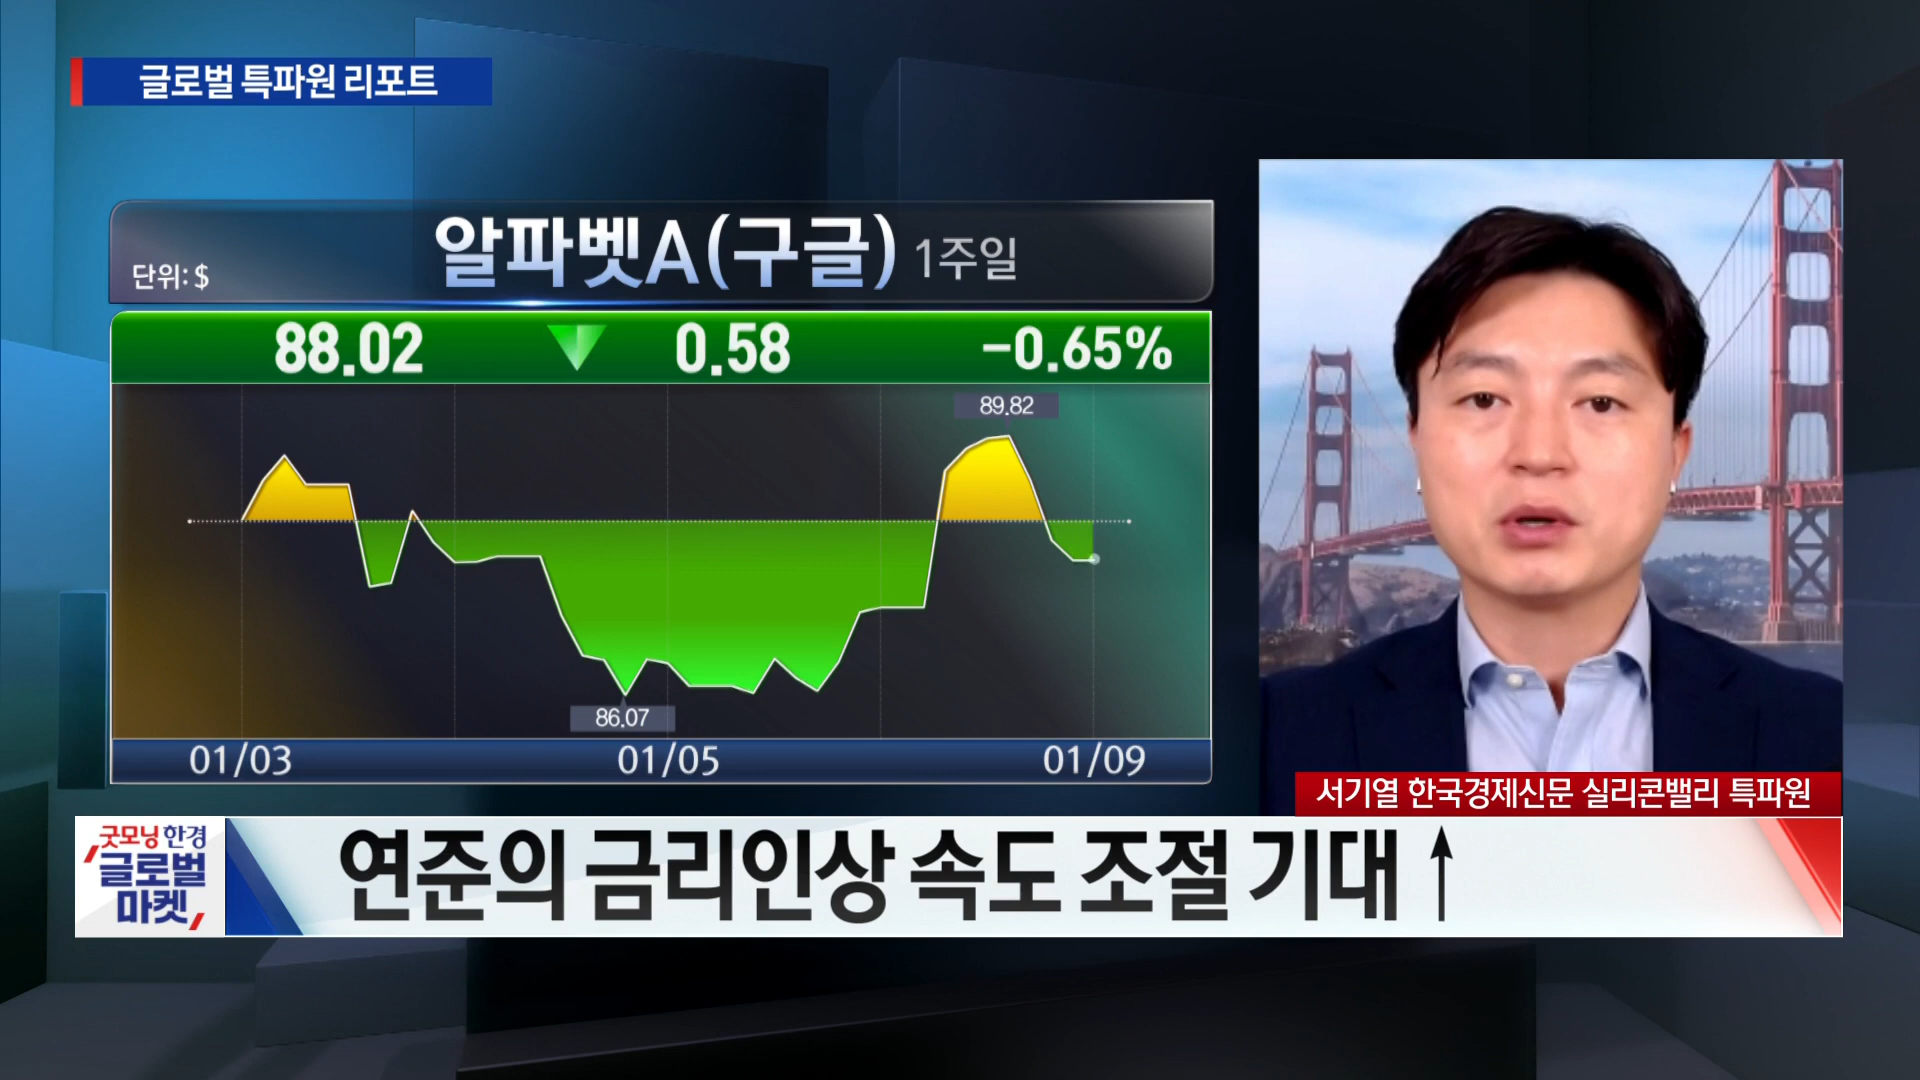 글로벌 특파원 리포트
단위: $
알파벳A(구글) 1주일
88.02 ▼ 0.58 -0.65%
89.82
86.07
01/03 01/05 01/09
서기열 한국경제신문 실리콘밸리 특파원
굿모닝 한경
글로벌
마켓
연준의 금리인상 속도 조절 기대 ↑